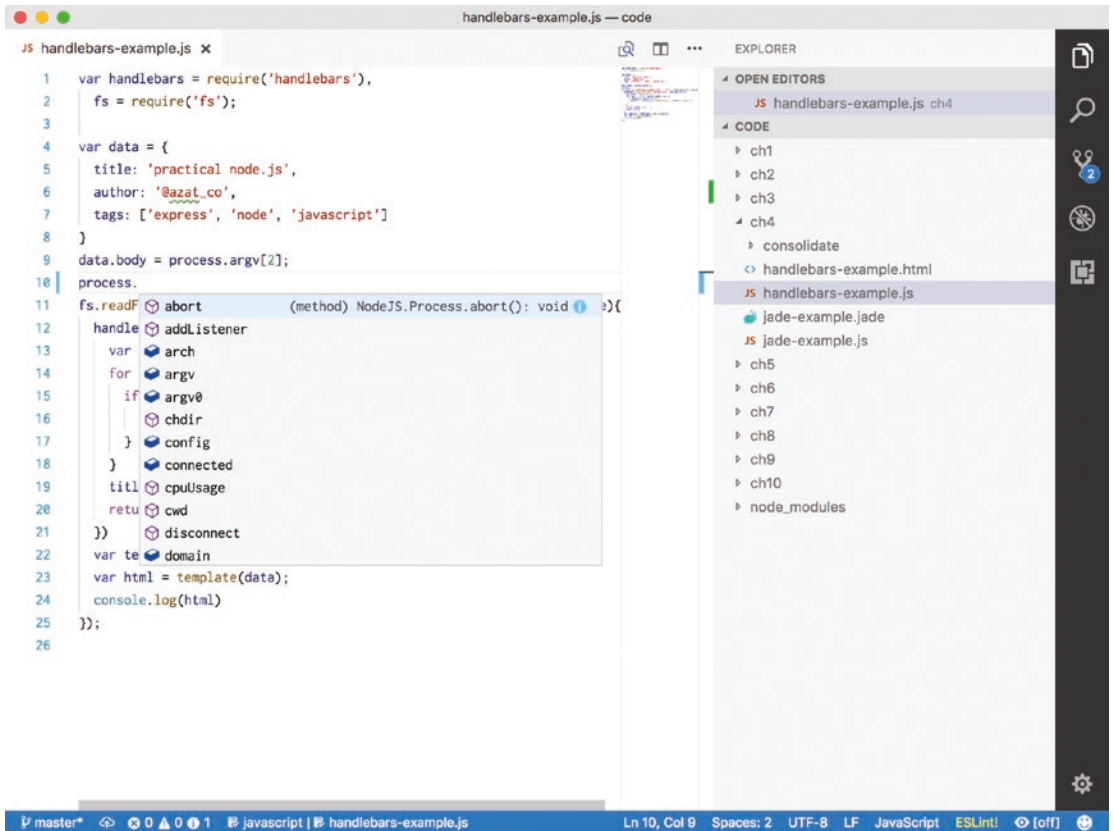 handlebars-example.js — code
JS handlebars-example.js ×
1 var handlebars = require('handlebars'),
2 fs = require('fs');
3
4 var data = {
5 title: 'practical node.js',
6 author: '@azat_co',
7 tags: ['express', 'node', 'javascript']
8 }
9 data.body = process.argv[2];
10 process.
11 fs.readF e){
12 handle
13 var
14 for
15 if
16
17 }
18 }
19 titl
20 retu
21 })
22 var te
23 var html = template(data);
24 console.log(html)
25 });
26
abort (method) NodeJS.Process.abort(): void
addListener
arch
argv
argv0
chdir
config
connected
cpuUsage
cwd
disconnect
domain
EXPLORER
OPEN EDITORS
JS handlebars-example.js ch4
CODE
ch1
ch2
ch3
ch4
consolidate
<> handlebars-example.html
JS handlebars-example.js
jade-example.jade
JS jade-example.js
ch5
ch6
ch7
ch8
ch9
ch10
node_modules
2
master* 0 0 1 javascript | handlebars-example.js Ln 10, Col 9 Spaces: 2 UTF-8 LF JavaScript ESLint! [off]